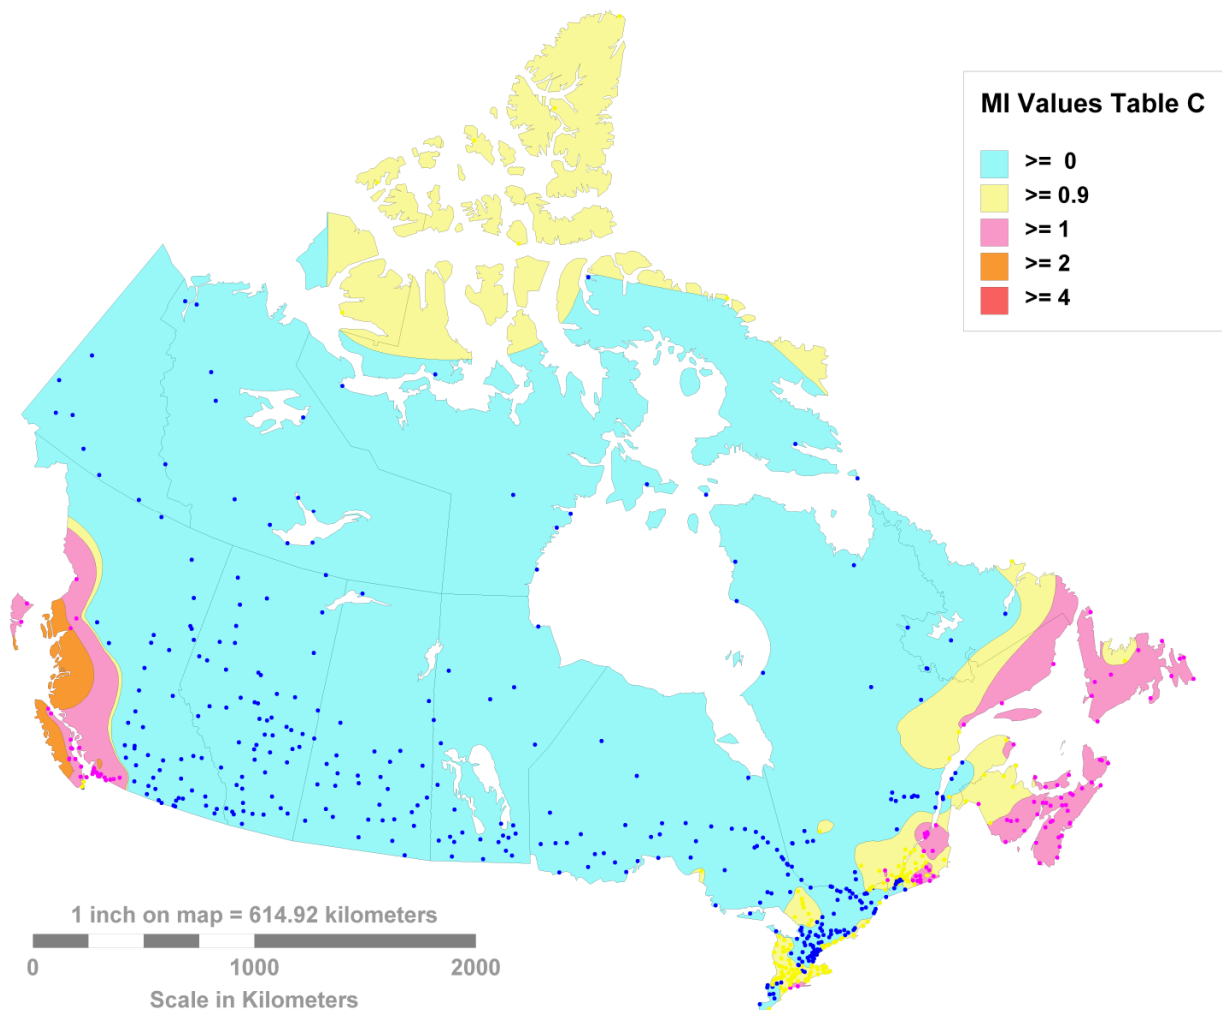 MI Values Table C
>= 0
>= 0.9
>= 1
>= 2
>= 4
1 inch on map = 614.92 kilometers
0 1000 2000
Scale in Kilometers